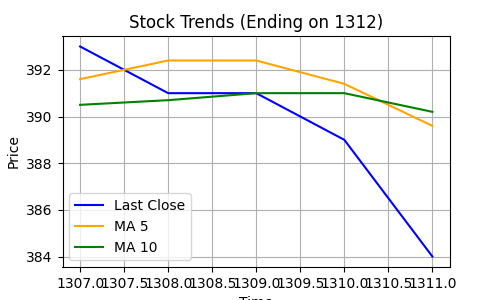 Stock Trends (Ending on 1312)
Price
392
390
388
386
384
Last Close
MA 5
MA 10
1307.0 1307.5 1308.0 1308.5 1309.0 1309.5 1310.0 1310.5 1311.0
Time